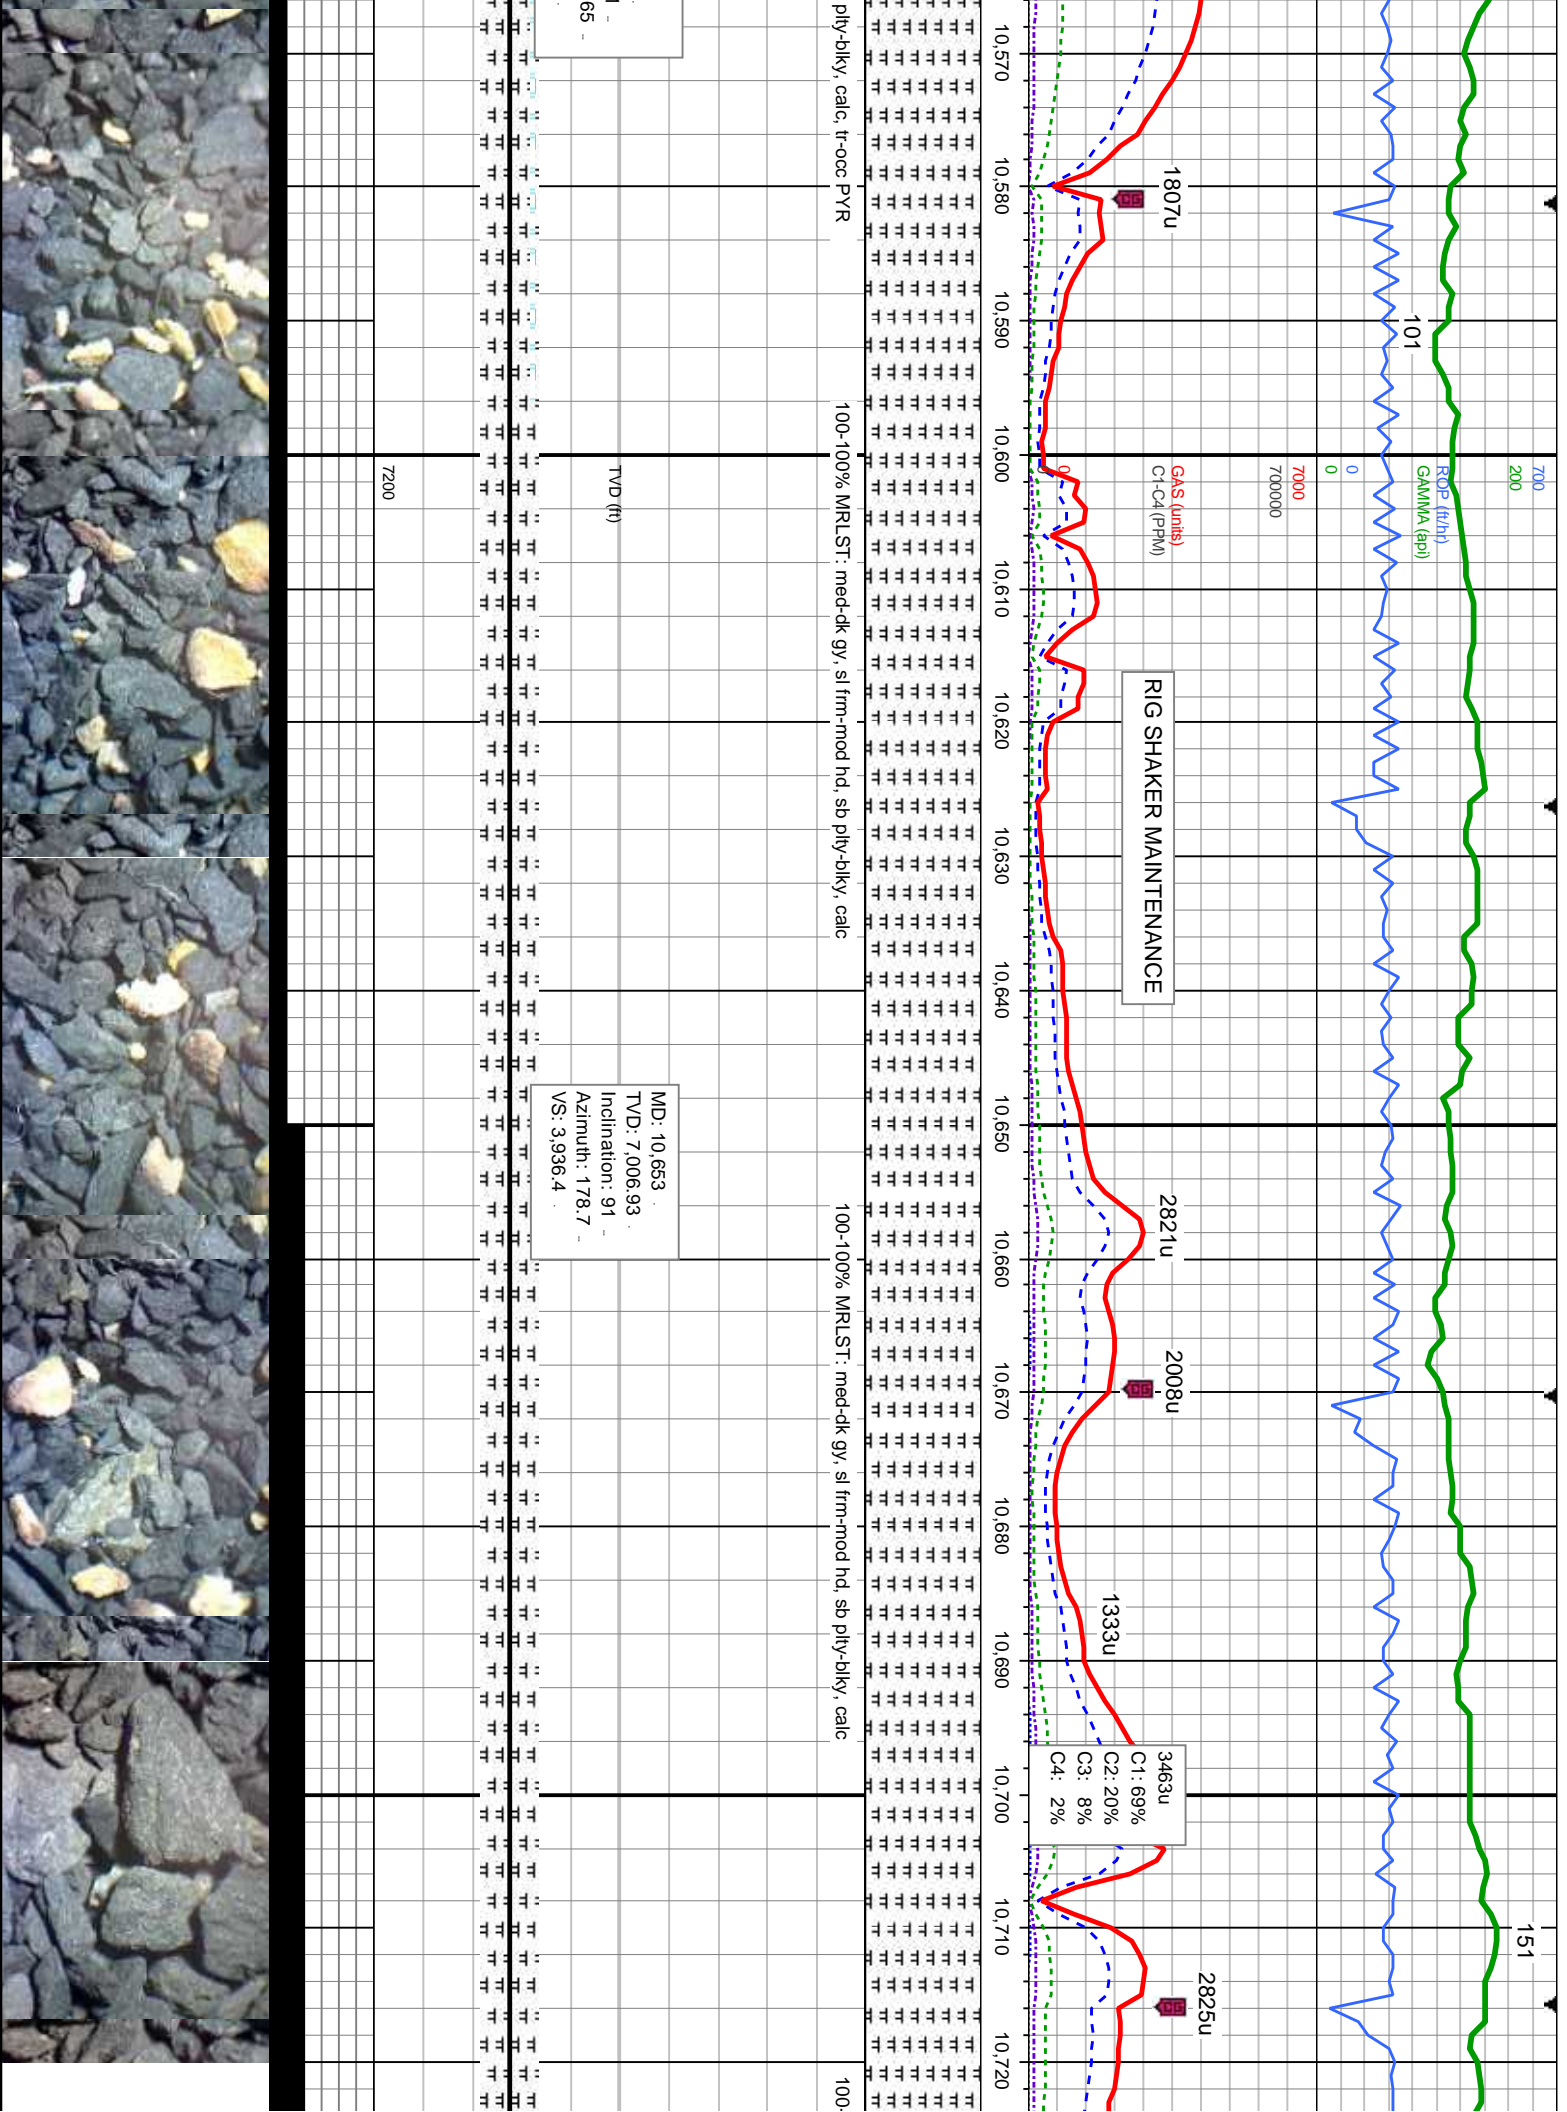 700
200
ROP (ft/hr)
GAMMA (api)
0
0
101
151
7000
700000
GAS (units)
C1-C4 (PPM)
0
1807u
CG
RIG SHAKER MAINTENANCE
2821u
2008u
CG
1333u
3463u
C1: 69%
C2: 20%
C3: 8%
C4: 2%
2825u
CG
10,570
10,580
10,590
10,600
10,610
10,620
10,630
10,640
10,650
10,660
10,670
10,680
10,690
10,700
10,710
10,720
plty-blky, calc, tr-occ PYR
100-100% MRLST: med-dk gy, sl frm-mod hd, sb plty-blky, calc
100-100% MRLST: med-dk gy, sl frm-mod hd, sb plty-blky, calc
100-
65
TVD (ft)
7200
MD: 10,653
TVD: 7,006.93
Inclination: 91
Azimuth: 178.7
VS: 3,936.4